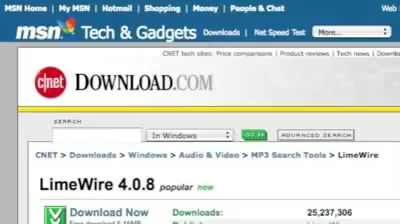 MSN Home | My MSN | Hotmail | Shopping | Money | People & Chat Web
msn Tech & Gadgets Downloads | Net Speed Test More...
CNET tech sites: Price comparisons | Product reviews | Tech news |
c|net DOWNLOAD.COM
SEARCH
In Windows GO ADVANCED SEARCH
CNET > Downloads > Windows > Audio & Video > MP3 Search Tools > LimeWire
LimeWire 4.0.8 popular new
Download Now Downloads: 25,237,306